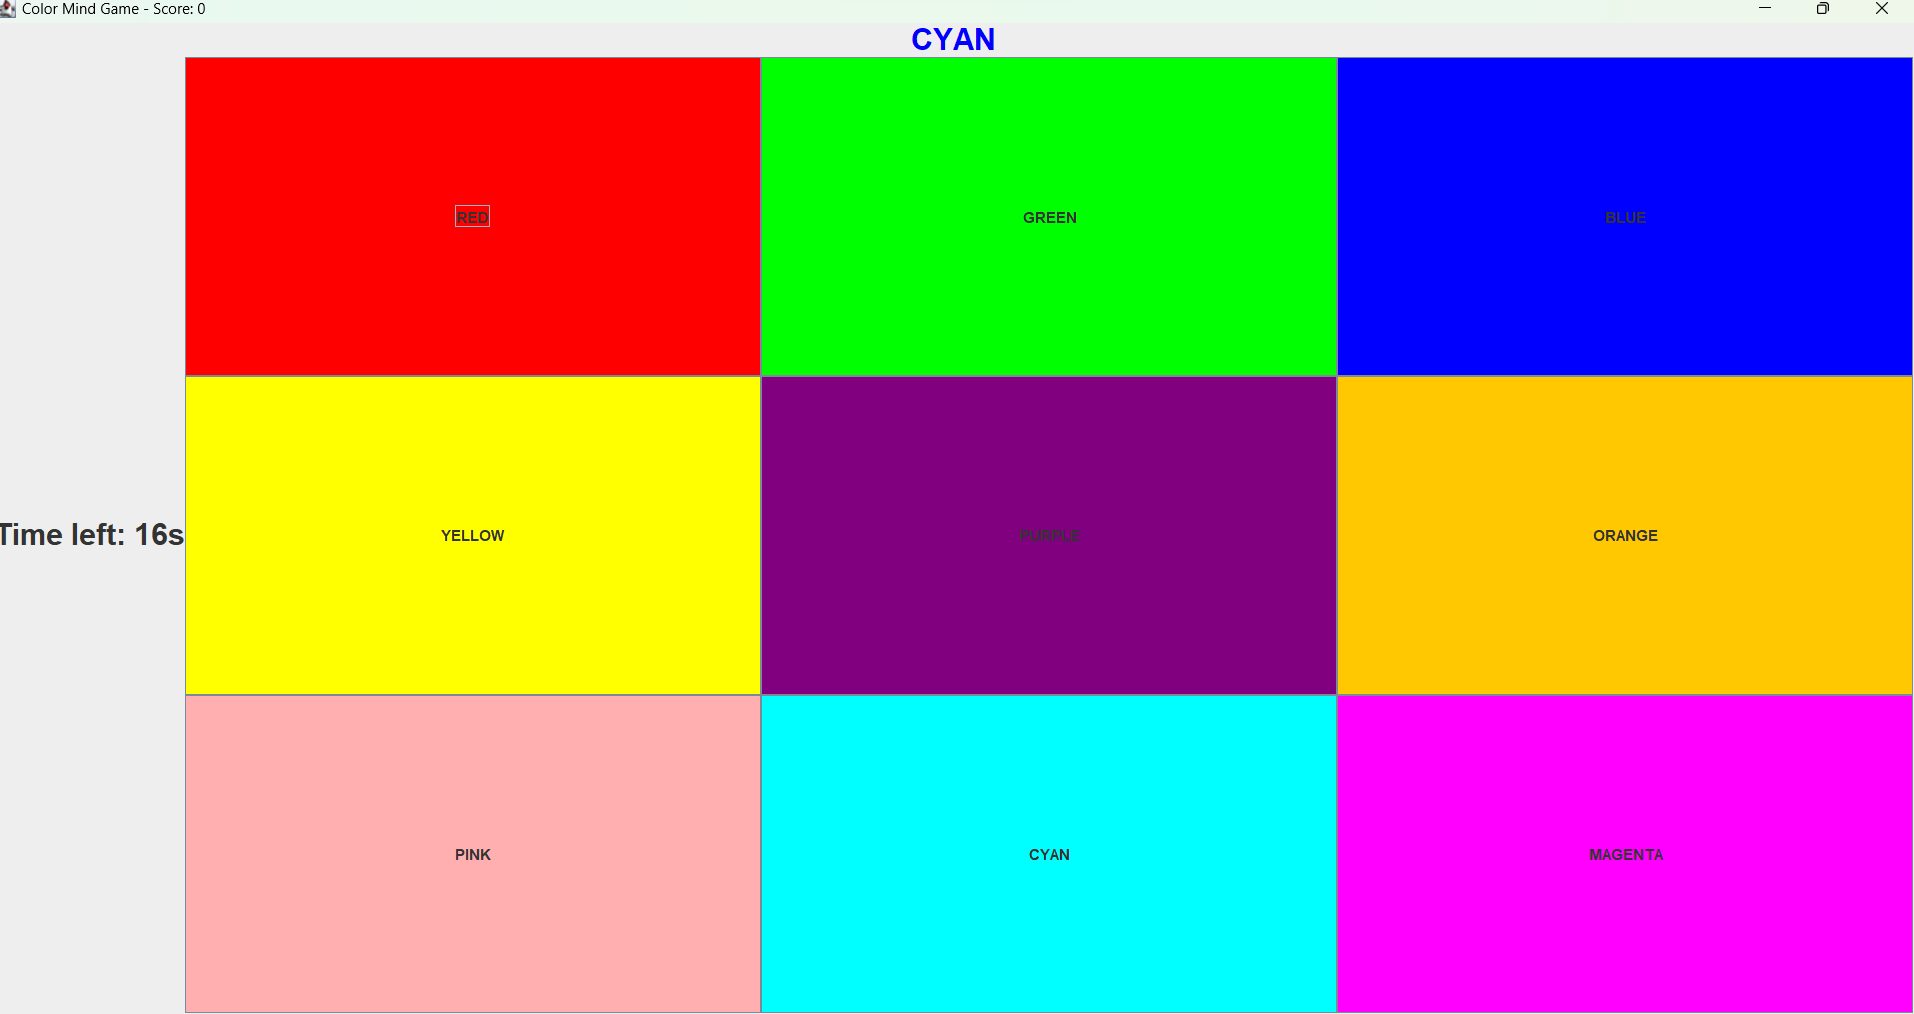 Color Mind Game - Score: 0
CYAN
RED
GREEN
BLUE
Time left: 16s
YELLOW
PURPLE
ORANGE
PINK
CYAN
MAGENTA